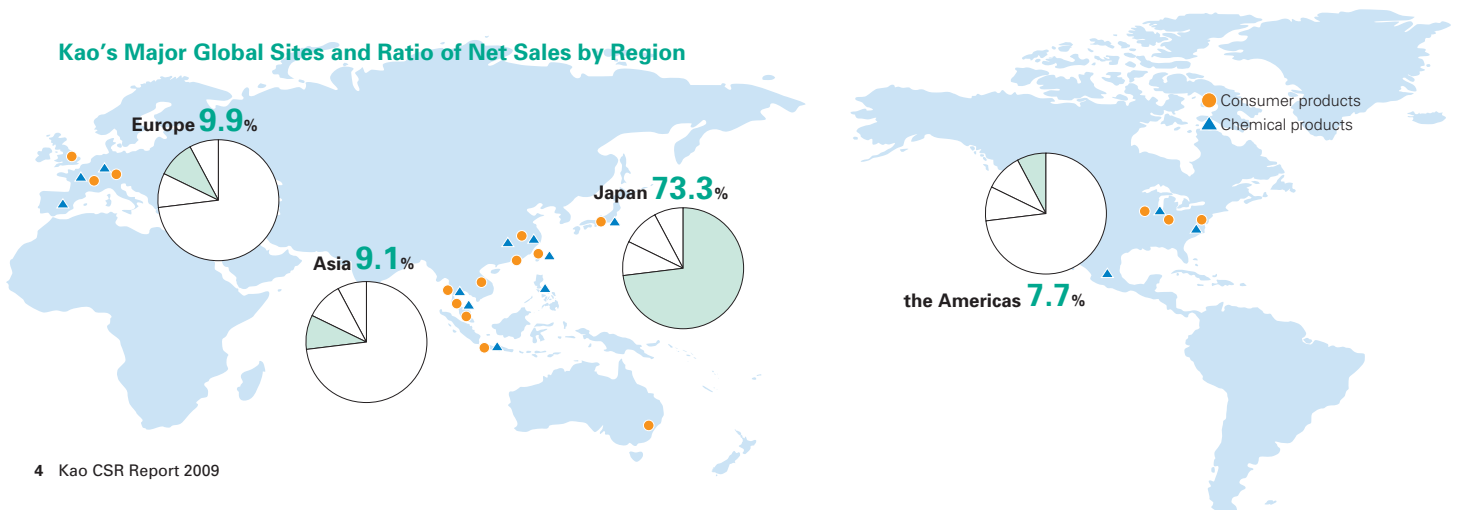 Kao’s Major Global Sites and Ratio of Net Sales by Region
Consumer products
Chemical products
Europe 9.9%
Japan 73.3%
Asia 9.1%
the Americas 7.7%
4 Kao CSR Report 2009